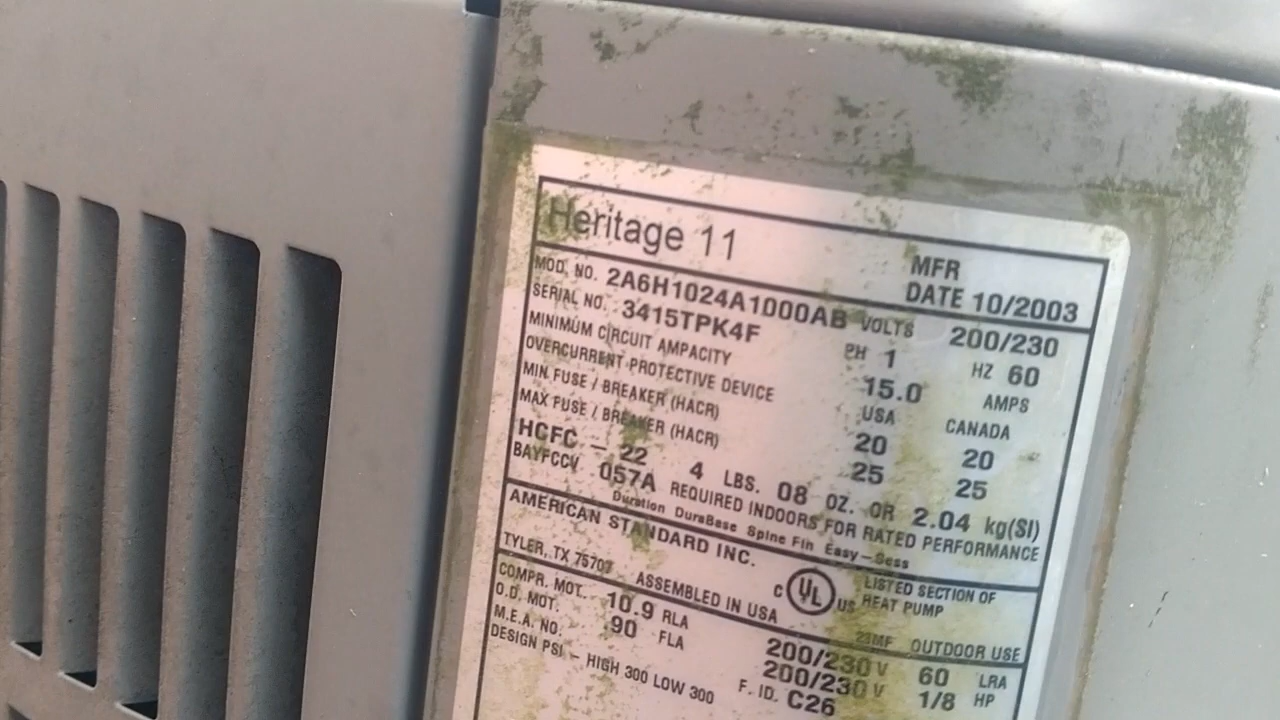 Heritage 11
MFR
DATE 10/2003
MOD. NO. 2A6H1024A1000AB VOLTS 200/230
SERIAL NO. 3415TPK4F PH 1 HZ 60
MINIMUM CIRCUIT AMPACITY 15.0 AMPS
OVERCURRENT PROTECTIVE DEVICE USA CANADA
MIN. FUSE / BREAKER (HACR) 20 20
MAX FUSE / BREAKER (HACR) 25 25
HCFC - 22 4 LBS. 08 OZ. OR 2.04 kg(SI)
BAYFCCV 057A REQUIRED INDOORS FOR RATED PERFORMANCE
Duration DuraBase Spine Fin Easy-Sess
AMERICAN STANDARD INC.
TYLER, TX 75707 ASSEMBLED IN USA
C UL US LISTED SECTION OF
HEAT PUMP
23MF OUTDOOR USE
COMPR. MOT. 10.9 RLA 200/230 V 60 LRA
O.D. MOT. .90 FLA 200/230 V 1/8 HP
M.E.A. NO. F. ID. C26
DESIGN PSI - HIGH 300 LOW 300